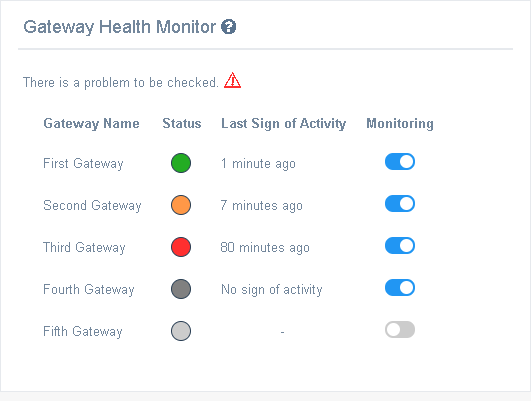 Gateway Health Monitor ?
There is a problem to be checked.
Gateway Name Status Last Sign of Activity Monitoring
First Gateway 1 minute ago
Second Gateway 7 minutes ago
Third Gateway 80 minutes ago
Fourth Gateway No sign of activity
Fifth Gateway -